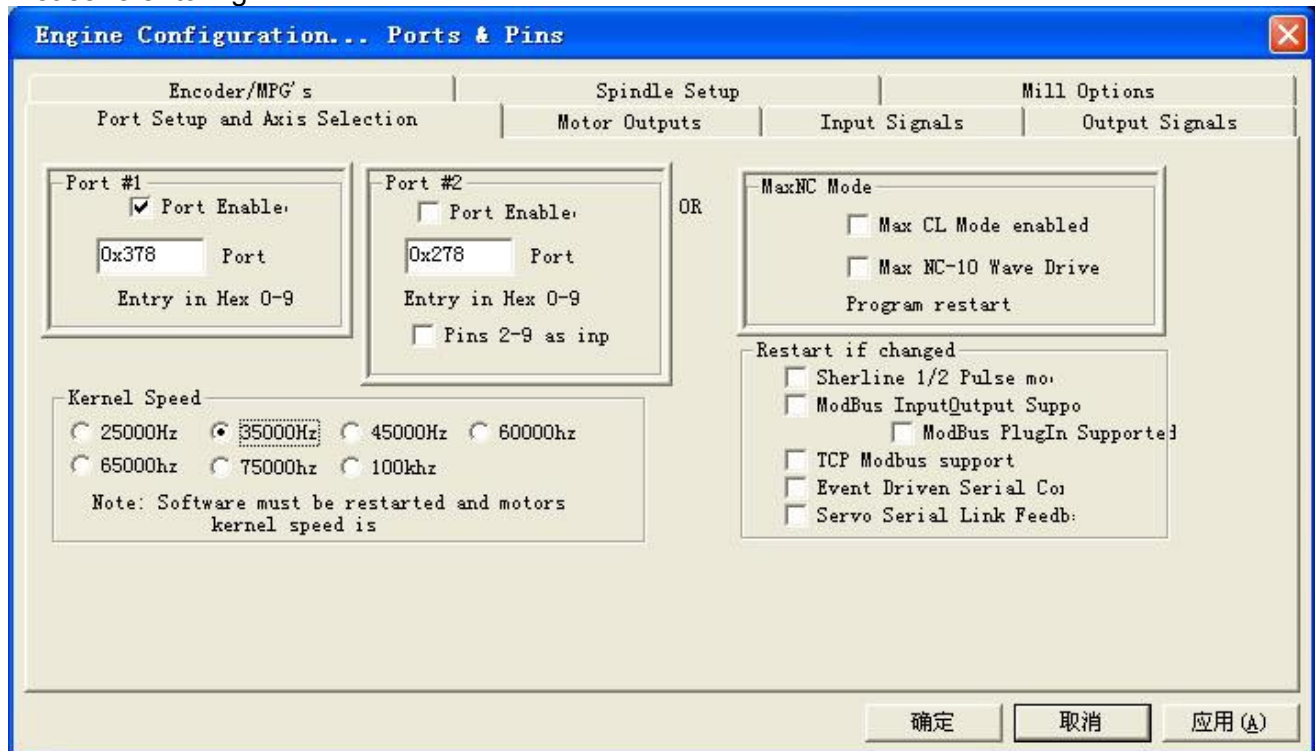 Engine Configuration... Ports & Pins
Encoder/MPG's
Spindle Setup
Mill Options
Port Setup and Axis Selection
Motor Outputs
Input Signals
Output Signals
Port #1
Port Enable
0x378
Port
Entry in Hex 0-9
Port #2
Port Enable
0x278
Port
Entry in Hex 0-9
Pins 2-9 as inp
OR
MaxNC Mode
Max CL Mode enabled
Max NC-10 Wave Drive
Program restart
Restart if changed
Sherline 1/2 Pulse mo
ModBus InputOutput Suppo
ModBus PlugIn Supported
TCP Modbus support
Event Driven Serial Co
Servo Serial Link Feedb
Kernel Speed
25000Hz
35000Hz
45000Hz
60000hz
65000hz
75000hz
100khz
Note: Software must be restarted and motors
kernel speed is
确定
取消
应用(A)